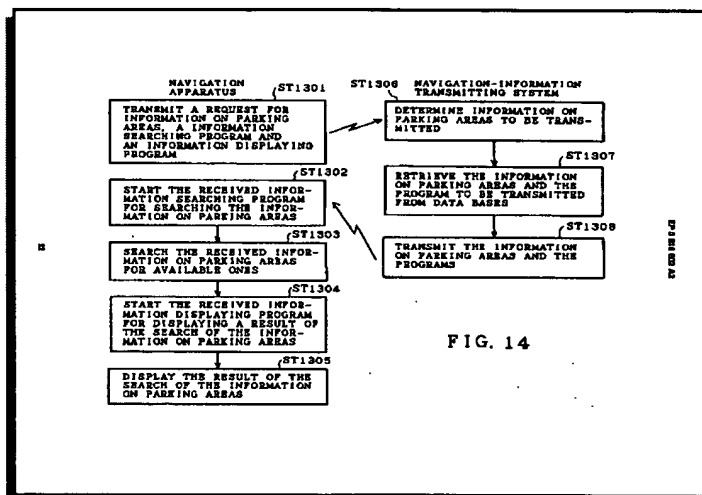 NAVIGATION
APPARATUS
ST1301
TRANSMIT A REQUEST FOR
INFORMATION ON PARKING
AREAS, A INFORMATION
SEARCHING PROGRAM AND
AN INFORMATION DISPLAYING
PROGRAM
ST1302
START THE RECEIVED INFOR-
MATION SEARCHING PROGRAM
FOR SEARCHING THE INFOR-
MATION ON PARKING AREAS
ST1303
SEARCH THE RECEIVED
INFORMATION ON PARKING AREAS
FOR AVAILABLE ONES
ST1304
START THE RECEIVED INFOR-
MATION DISPLAYING PROGRAM
FOR DISPLAYING A RESULT OF
THE SEARCH OF THE INFOR-
MATION ON PARKING AREAS
ST1305
DISPLAY THE RESULT OF THE
SEARCH OF THE INFORMATION
ON PARKING AREAS
ST1306
NAVIGATION-INFORMATION
TRANSMITTING SYSTEM
DETERMINE INFORMATION ON
PARKING AREAS TO BE TRANS-
MITTED
ST1307
RETRIEVE THE INFORMATION
ON PARKING AREAS AND THE
PROGRAM TO BE TRANSMITTED
FROM DATA BASES
ST1308
TRANSMIT THE INFORMATION
ON PARKING AREAS AND THE
PROGRAMS
FIG. 14